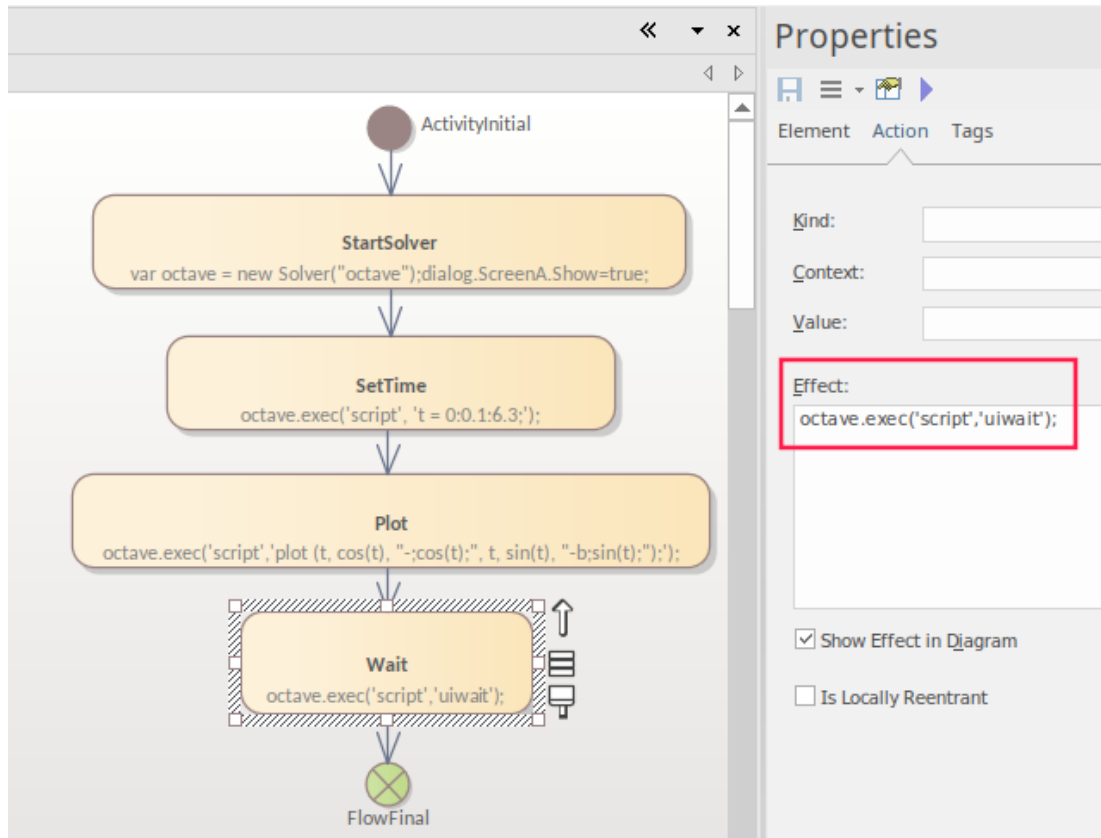 ActivityInitial
StartSolver
var octave = new Solver("octave");dialog.ScreenA.Show=true;
SetTime
octave.exec('script', 't = 0:0.1:6.3;');
Plot
octave.exec('script','plot (t, cos(t), "-;cos(t);", t, sin(t), "-b;sin(t);");');
Wait
octave.exec('script','uiwait');
FlowFinal
Properties
Element Action Tags
Kind:
Context:
Value:
Effect:
octave.exec('script','uiwait');
Show Effect in Diagram
Is Locally Reentrant